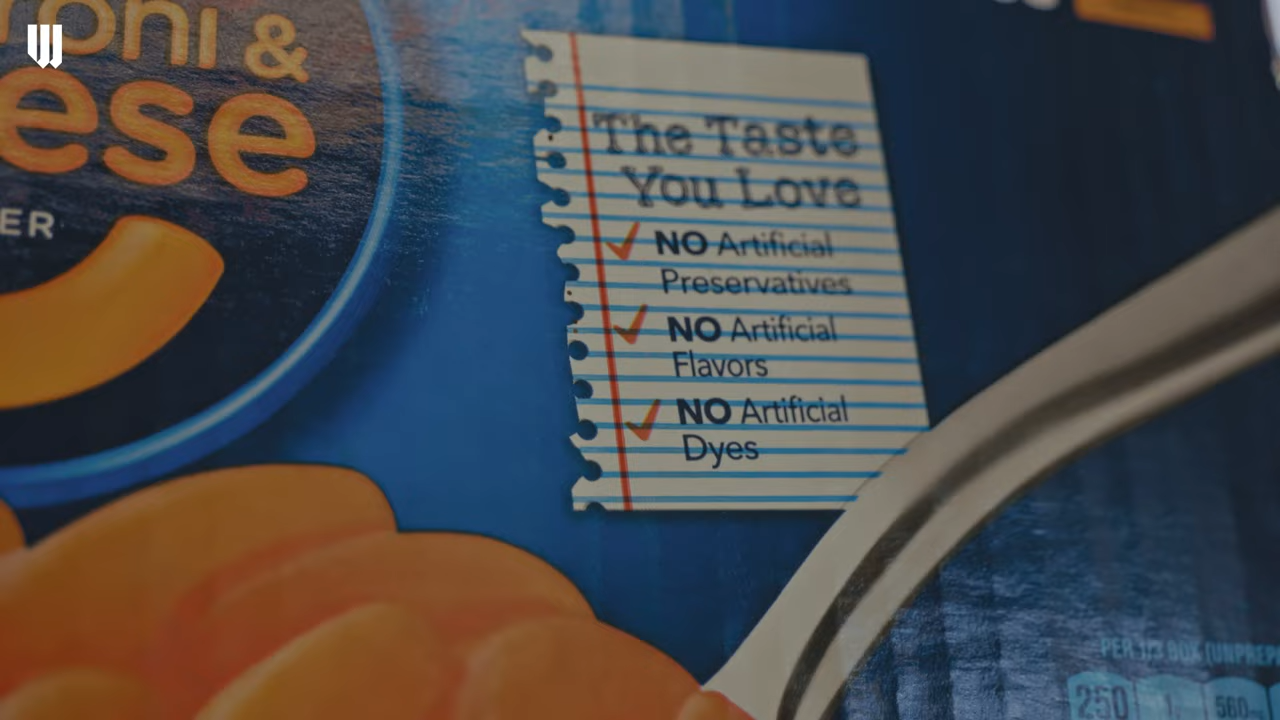 oni &
ese
ER
The Taste
You Love
NO Artificial
Preservatives
NO Artificial
Flavors
NO Artificial
Dyes
PER 1/3 BOX
250 1 560